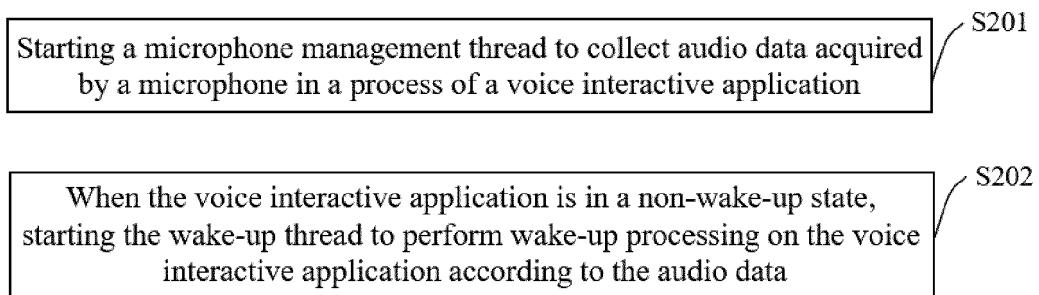 S201
Starting a microphone management thread to collect audio data acquired
by a microphone in a process of a voice interactive application
S202
When the voice interactive application is in a non-wake-up state,
starting the wake-up thread to perform wake-up processing on the voice
interactive application according to the audio data